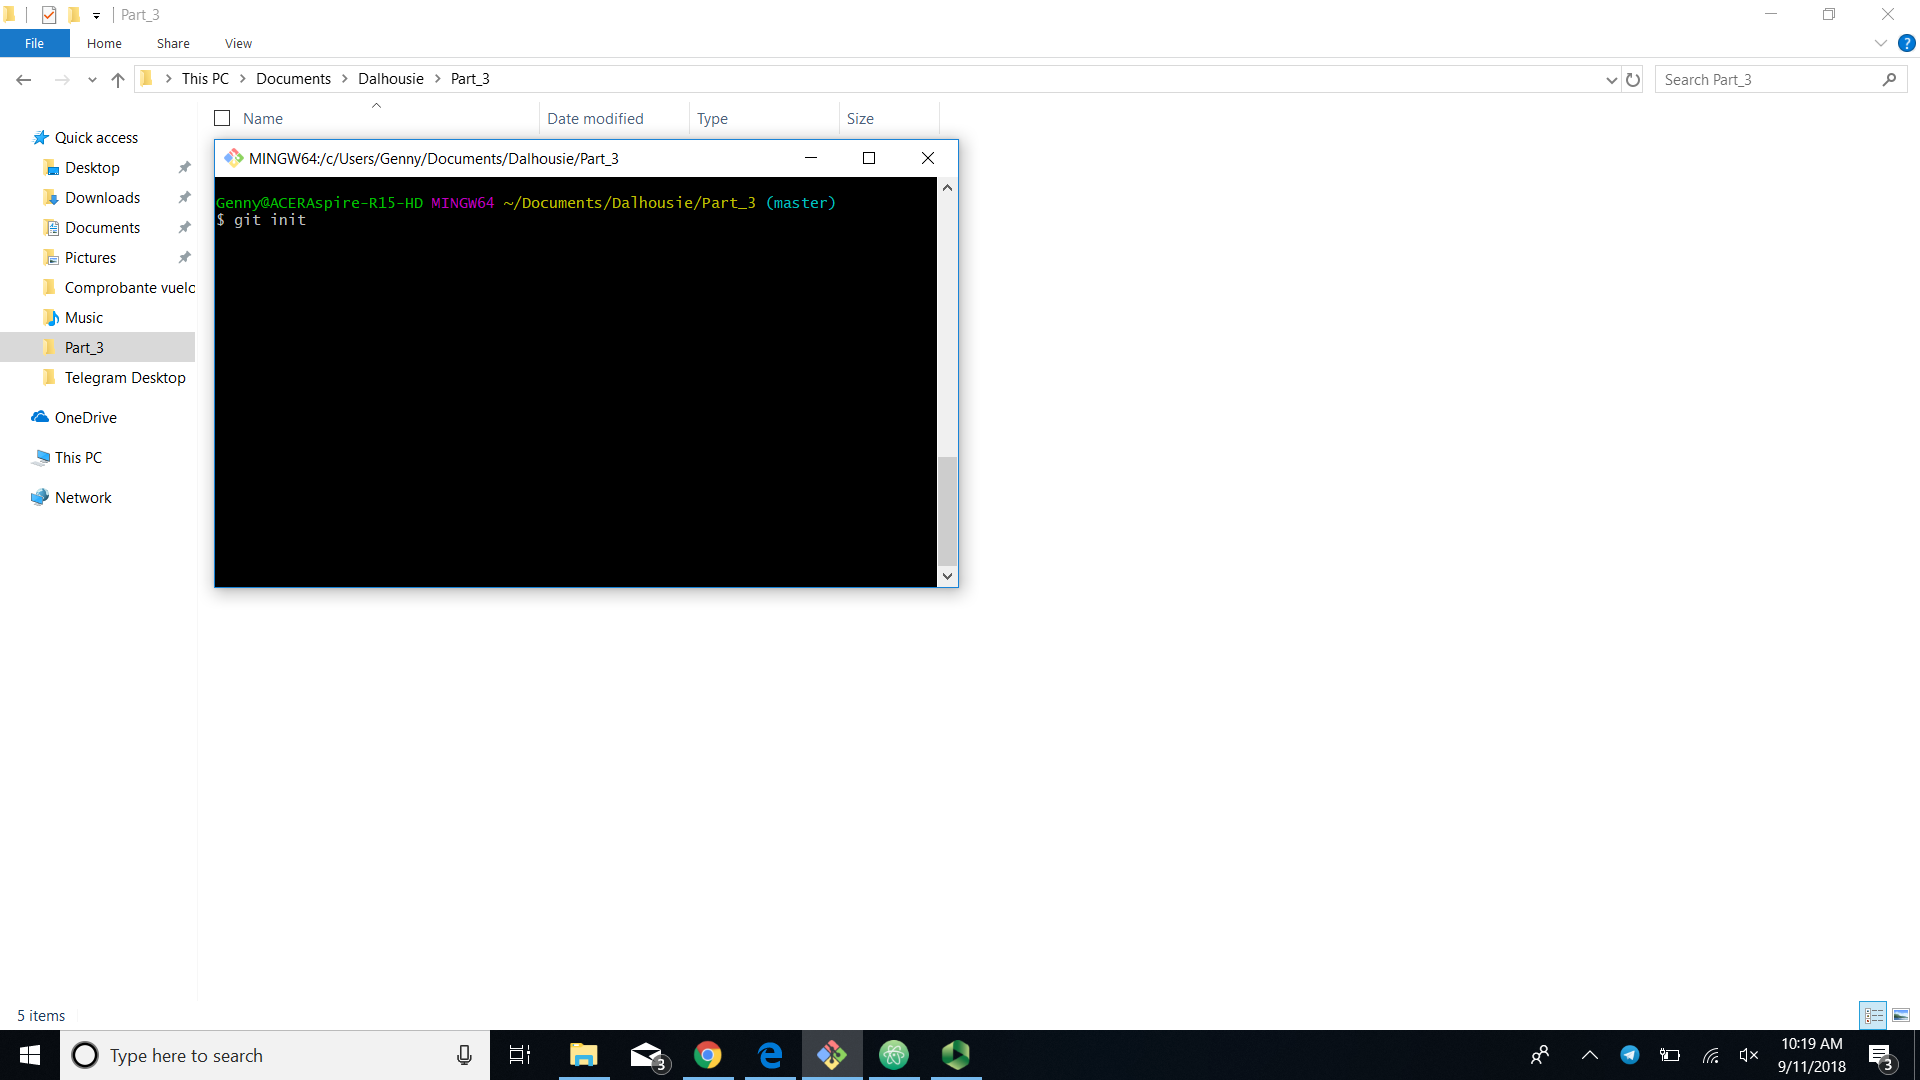 Part_3
File Home Share View
This PC Documents Dalhousie Part_3
Search Part_3
Name Date modified Type Size
Quick access
Desktop
Downloads
Documents
Pictures
Comprobante vuelo
Music
Part_3
Telegram Desktop
OneDrive
This PC
Network
MINGW64:/c/Users/Genny/Documents/Dalhousie/Part_3
Genny@ACERAspire-R15-HD MINGW64 ~/Documents/Dalhousie/Part_3 (master)
$ git init
5 items
Type here to search
3
10:19 AM
9/11/2018
3